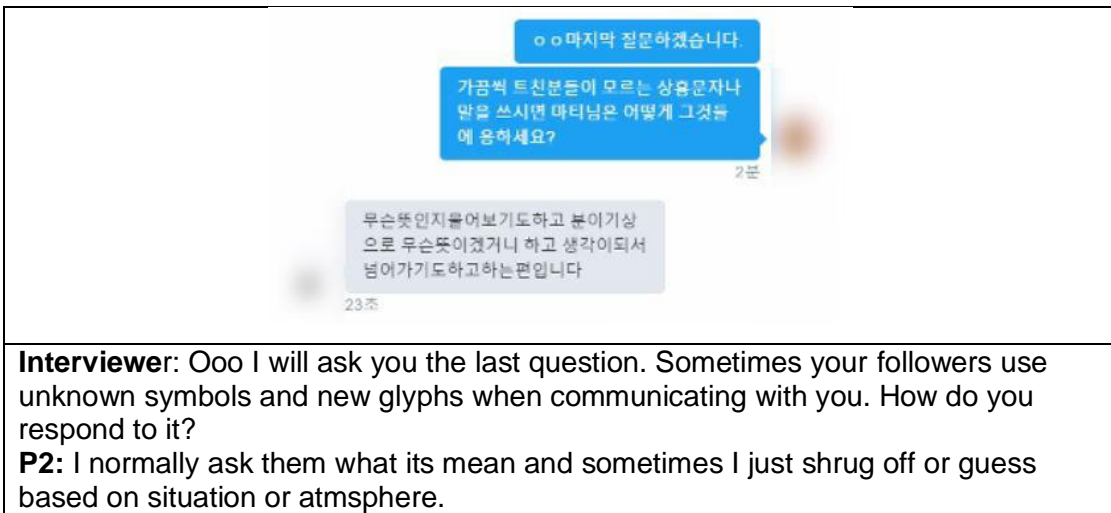 ㅇㅇ마지막 질문하겠습니다.
가끔씩 트친분들이 모르는 상흉문자나
말을 쓰시면 마티님은 어떻게 그것들
에 응하세요?
2분
무슨뜻인지물어보기도하고 분이기상
으로 무슨뜻이겠거니 하고 생각이되서
넘어가기도하고하는편입니다
23초
Interviewer: Ooo I will ask you the last question. Sometimes your followers use
unknown symbols and new glyphs when communicating with you. How do you
respond to it?
P2: I normally ask them what its mean and sometimes I just shrug off or guess
based on situation or atmsphere.